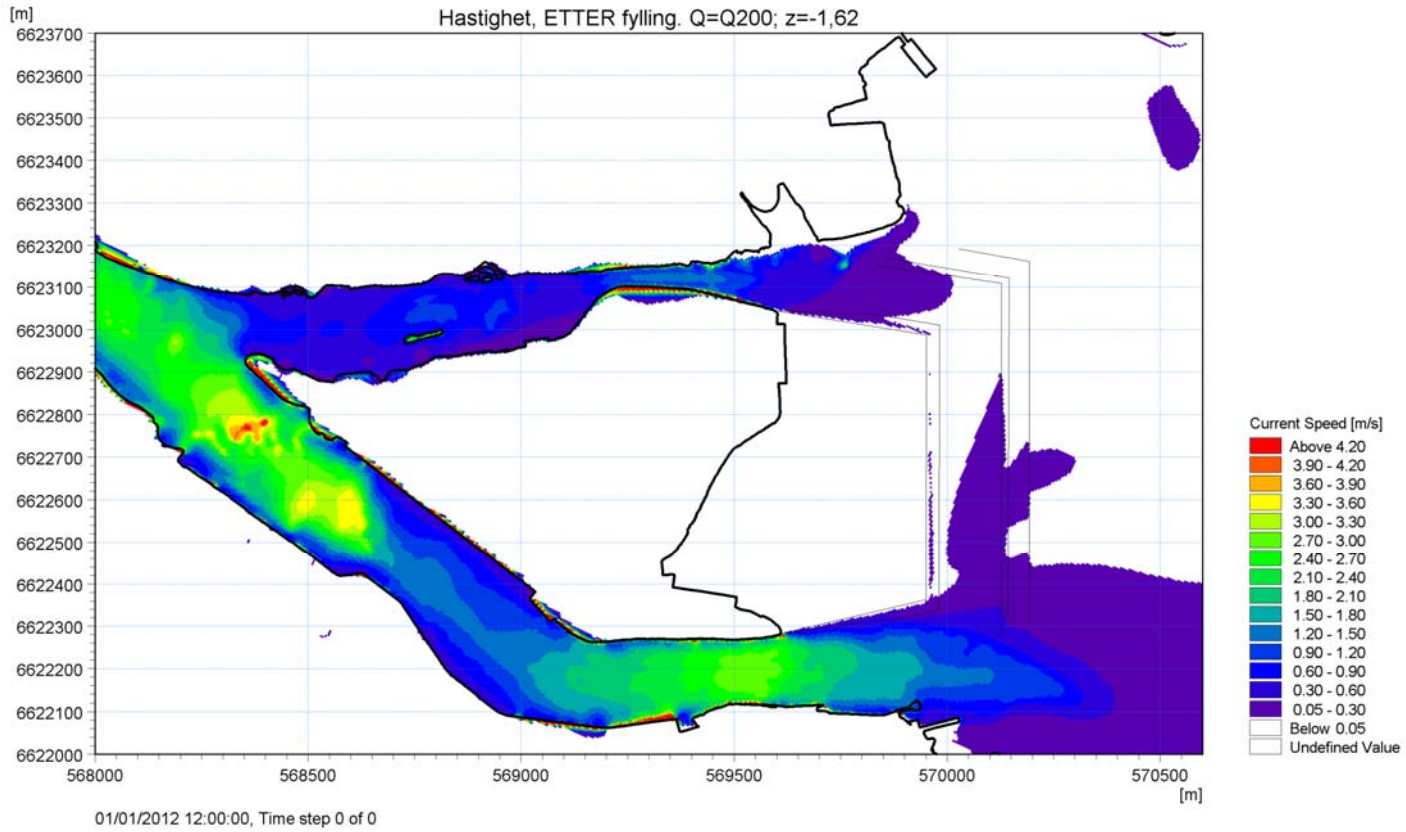 [m]
Hastighet, ETTER fylling. Q=Q200; z=-1,62
6623700
6623600
6623500
6623400
6623300
6623200
6623100
6623000
6622900
6622800
6622700
6622600
6622500
6622400
6622300
6622200
6622100
6622000
568000 568500 569000 569500 570000 570500
[m]
Current Speed [m/s]
Above 4.20
3.90 - 4.20
3.60 - 3.90
3.30 - 3.60
3.00 - 3.30
2.70 - 3.00
2.40 - 2.70
2.10 - 2.40
1.80 - 2.10
1.50 - 1.80
1.20 - 1.50
0.90 - 1.20
0.60 - 0.90
0.30 - 0.60
0.05 - 0.30
Below 0.05
Undefined Value
01/01/2012 12:00:00, Time step 0 of 0